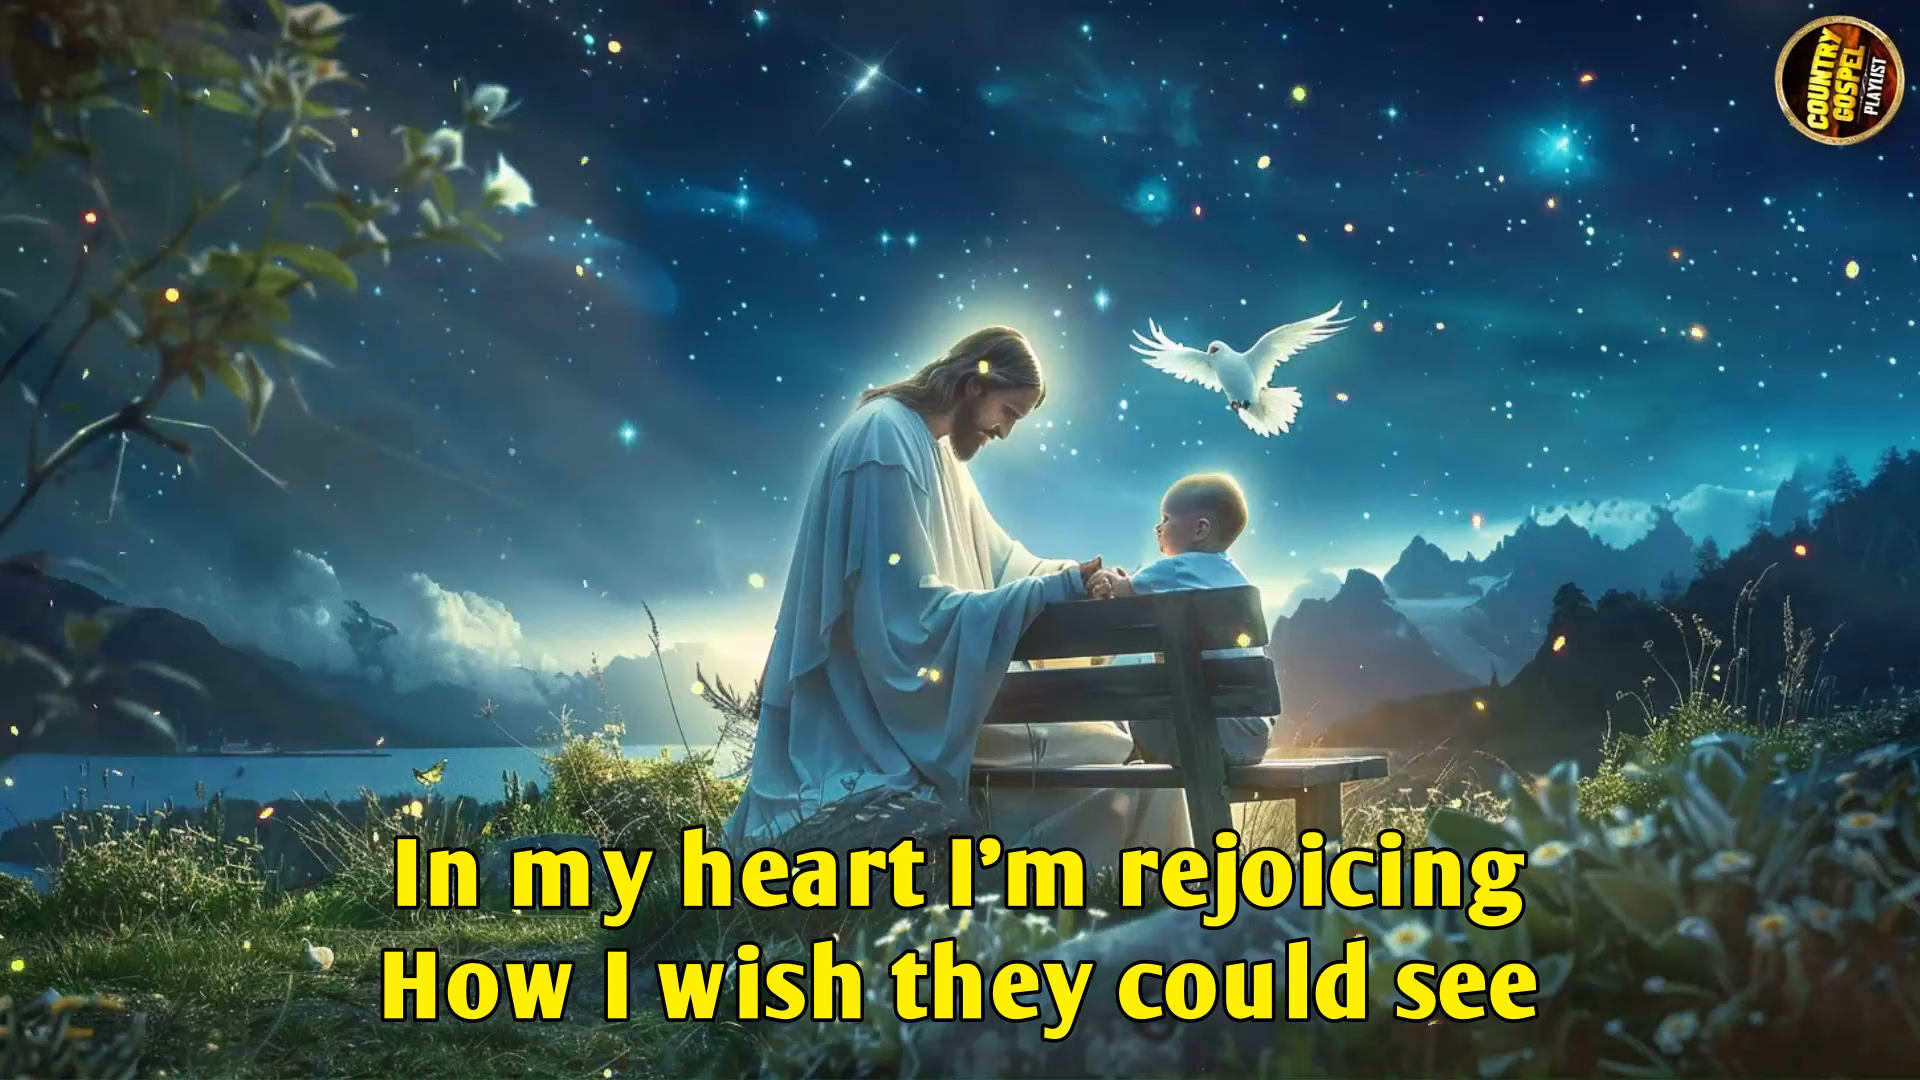 COUNTRY
GOSPEL
PLAYLIST
In my heart I'm rejoicing
How I wish they could see